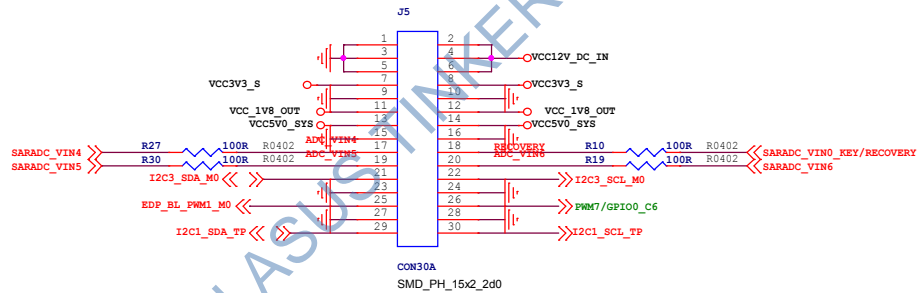 J5
1 2
3 4
5 6
VCC12V_DC_IN
VCC3V3_S 7 8 VCC3V3_S
9 10
VCC_1V8_OUT 11 12 VCC_1V8_OUT
VCC5V0_SYS 13 14 VCC5V0_SYS
15 16
ADC_VIN4 17 18 RECOVERY
ADC_VIN5 19 20 ADC_VIN6
SARADC_VIN4 R27 100R R0402
SARADC_VIN5 R30 100R R0402
R10 100R R0402 SARADC_VIN0_KEY/RECOVERY
R19 100R R0402 SARADC_VIN6
I2C3_SDA_M0 21 22 I2C3_SCL_M0
23 24
EDP_BL_PWM1_M0 25 26 PWM7/GPIO0_C6
27 28
I2C1_SDA_TP 29 30 I2C1_SCL_TP
CON30A
SMD_PH_15x2_2d0
ASUS TINKER